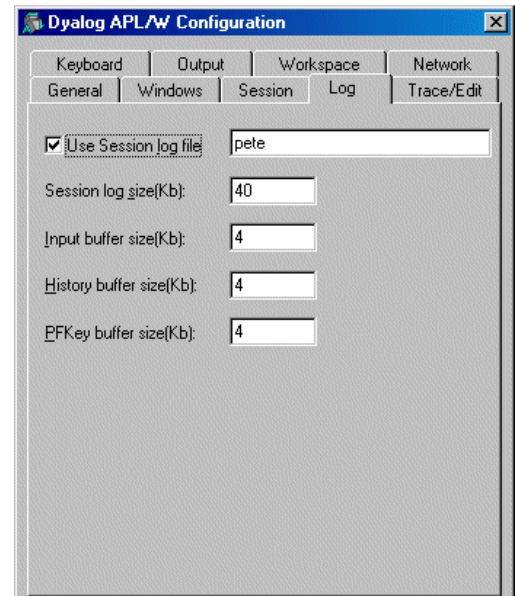 Dyalog APL/W Configuration
Keyboard Output Workspace Network
General Windows Session Log Trace/Edit
Use Session log file pete
Session log size(Kb): 40
Input buffer size(Kb): 4
History buffer size(Kb): 4
PFKey buffer size(Kb): 4